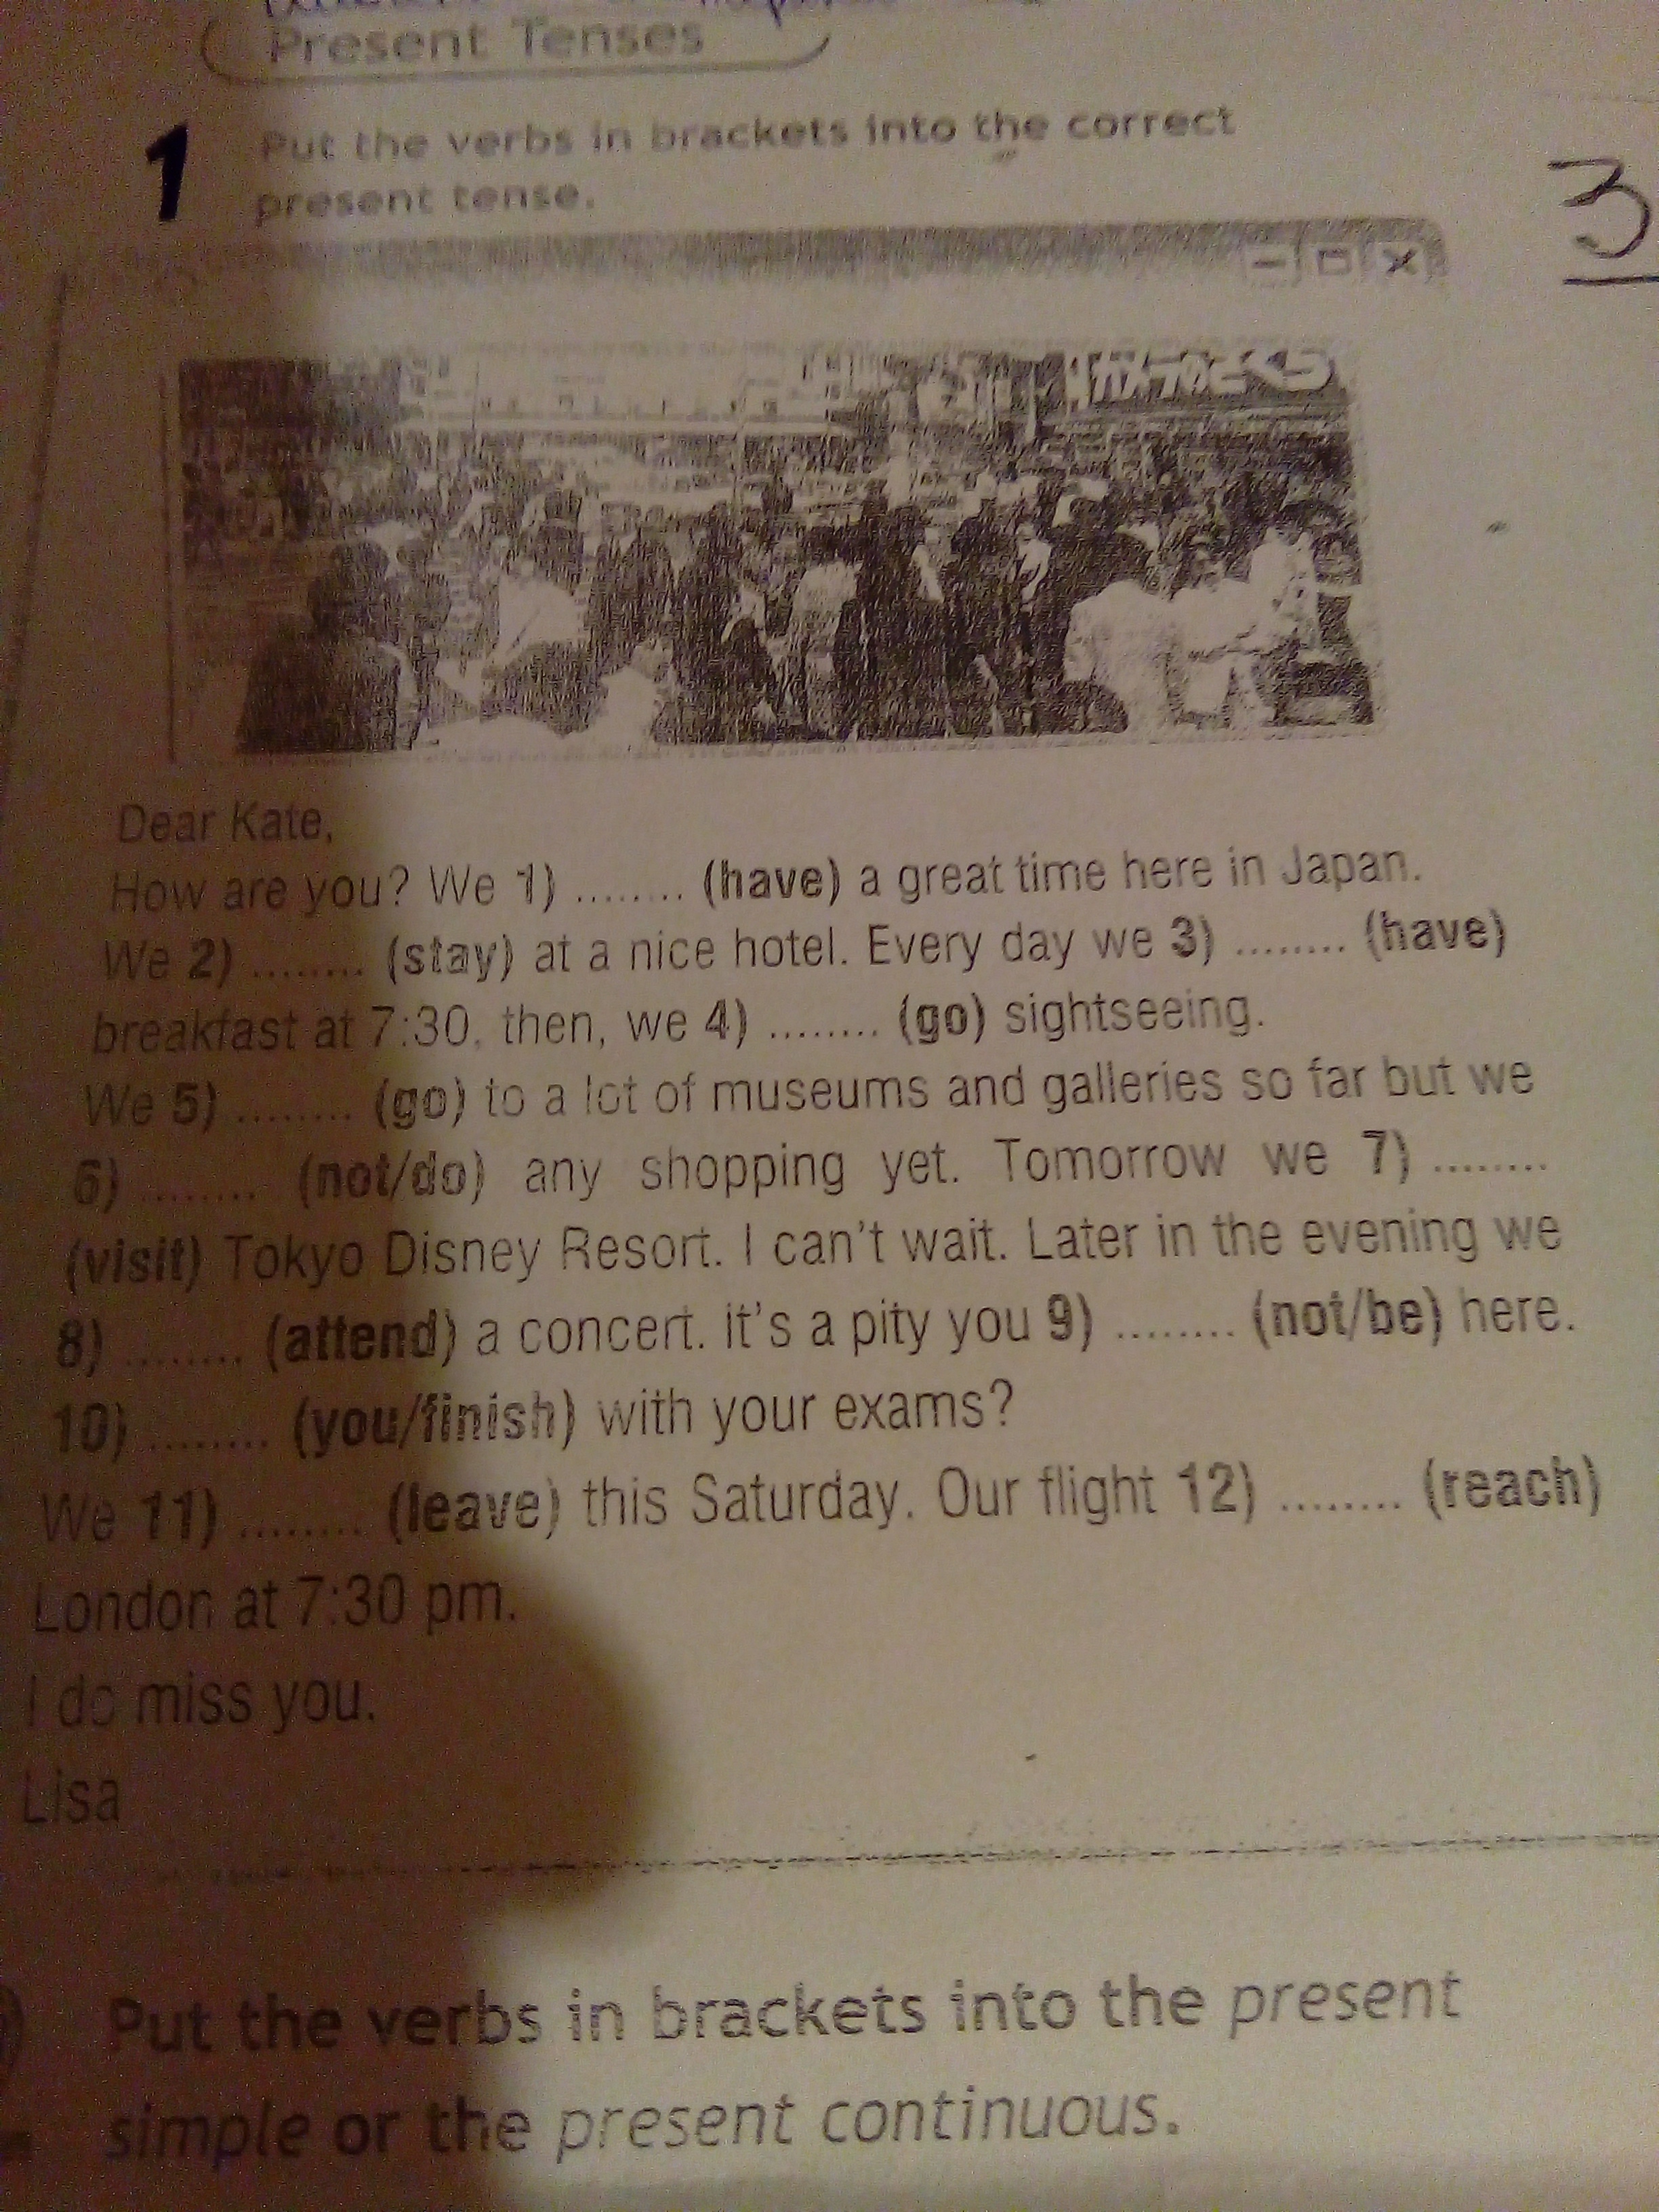 Present Tenses
1 Put the verbs in brackets into the correct
present tense.
3
Dear Kate,
How are you? We 1) ........ (have) a great time here in Japan.
We 2) ........ (stay) at a nice hotel. Every day we 3) ........ (have)
breakfast at 7:30, then, we 4) ........ (go) sightseeing.
We 5) ........ (go) to a lot of museums and galleries so far but we
6) ........ (not/do) any shopping yet. Tomorrow we 7) ........
(visit) Tokyo Disney Resort. I can't wait. Later in the evening we
8) ........ (attend) a concert. it's a pity you 9) ........ (not/be) here.
10) ........ (you/finish) with your exams?
We 11) ........ (leave) this Saturday. Our flight 12) ........ (reach)
London at 7:30 pm.
I do miss you.
Lisa
Put the verbs in brackets into the present
simple or the present continuous.